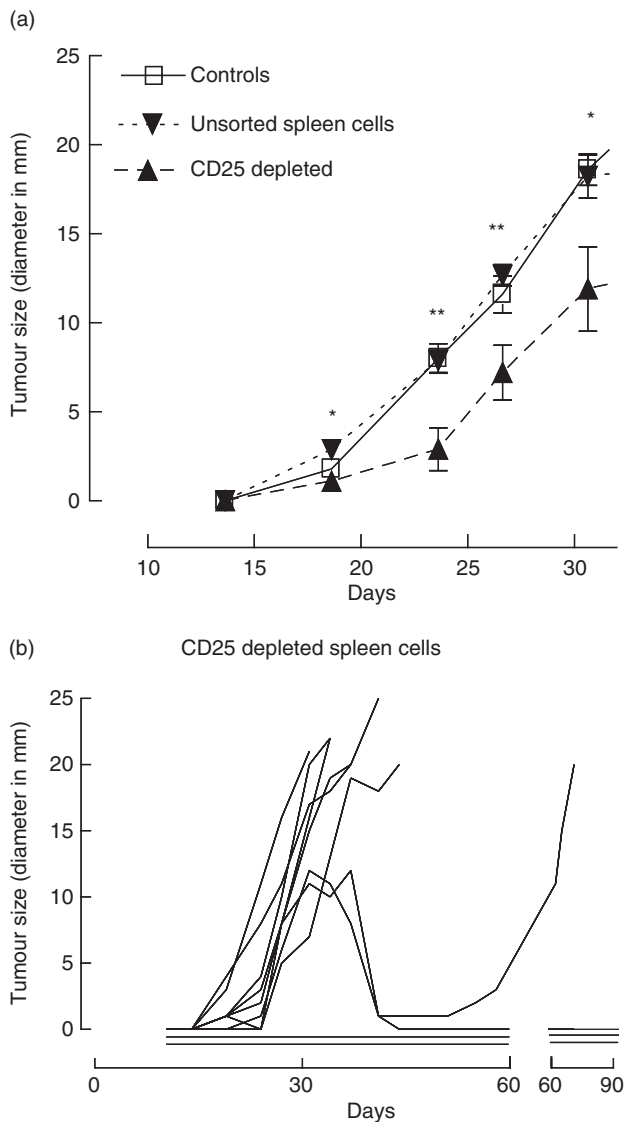 (a)
25
20
15
10
5
0
Tumour size (diameter in mm)
Controls
Unsorted spleen cells
CD25 depleted
*
**
**
*
10 15 20 25 30
Days
(b)
CD25 depleted spleen cells
25
20
15
10
5
0
Tumour size (diameter in mm)
0 30 60 60 90
Days